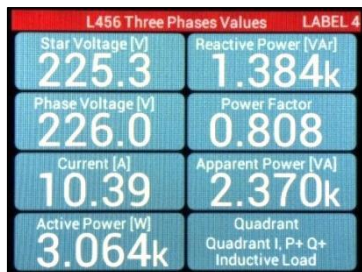 L456 Three Phases Values LABEL 4
Star Voltage [V]
225.3
Reactive Power [VAr]
1.384k
Phase Voltage [V]
226.0
Power Factor
0.808
Current [A]
10.39
Apparent Power [VA]
2.370k
Active Power [W]
3.064k
Quadrant
Quadrant I, P+ Q+
Inductive Load